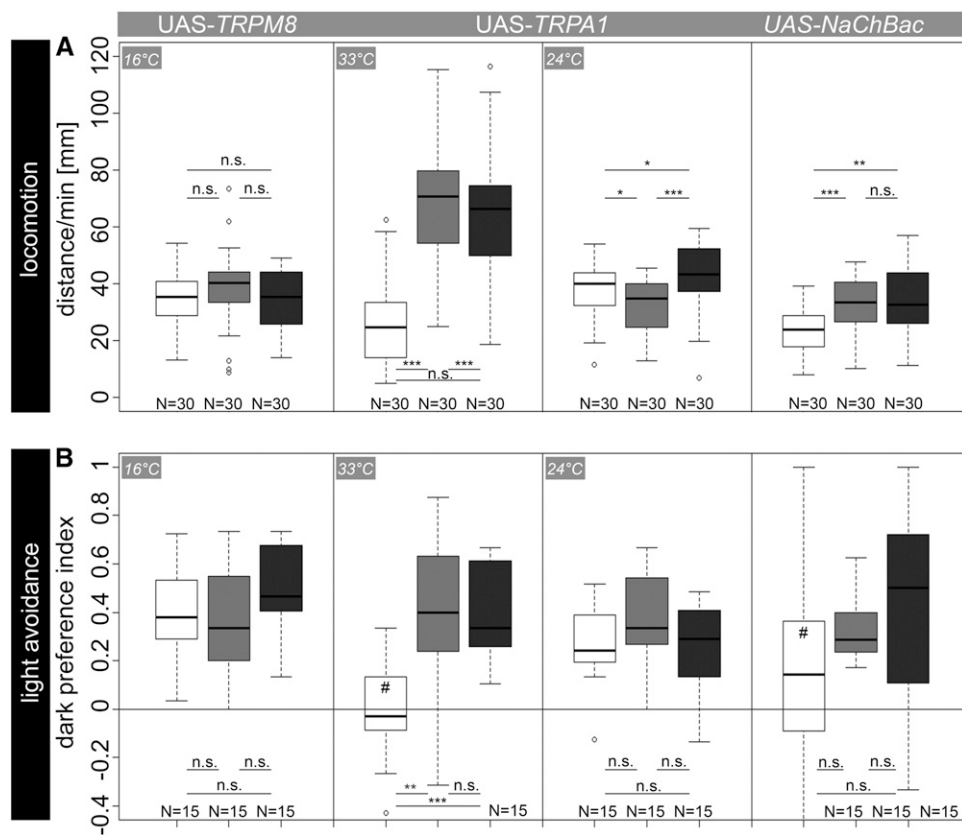 UAS-TRPM8 UAS-TRPA1 UAS-NaChBac
A
16°C 33°C 24°C
locomotion
distance/min [mm]
120
100
80
60
40
20
0
n.s.
n.s. n.s.
*** ***
n.s.
*
* ***
**
*** n.s.
N=30 N=30 N=30 N=30 N=30 N=30 N=30 N=30 N=30 N=30 N=30 N=30
B
16°C 33°C 24°C
light avoidance
dark preference index
1
0.8
0.6
0.4
0.2
0
-0.2
-0.4
#
#
n.s. n.s.
n.s.
** n.s.
***
n.s. n.s.
n.s.
n.s. n.s.
n.s.
N=15 N=15 N=15 N=15 N=15 N=15 N=15 N=15 N=15 N=15